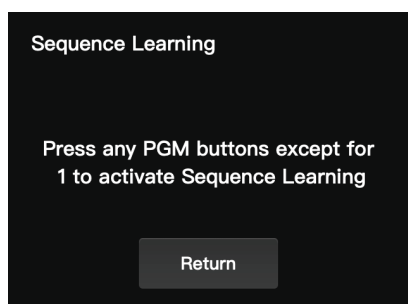 Sequence Learning
Press any PGM buttons except for
1 to activate Sequence Learning
Return